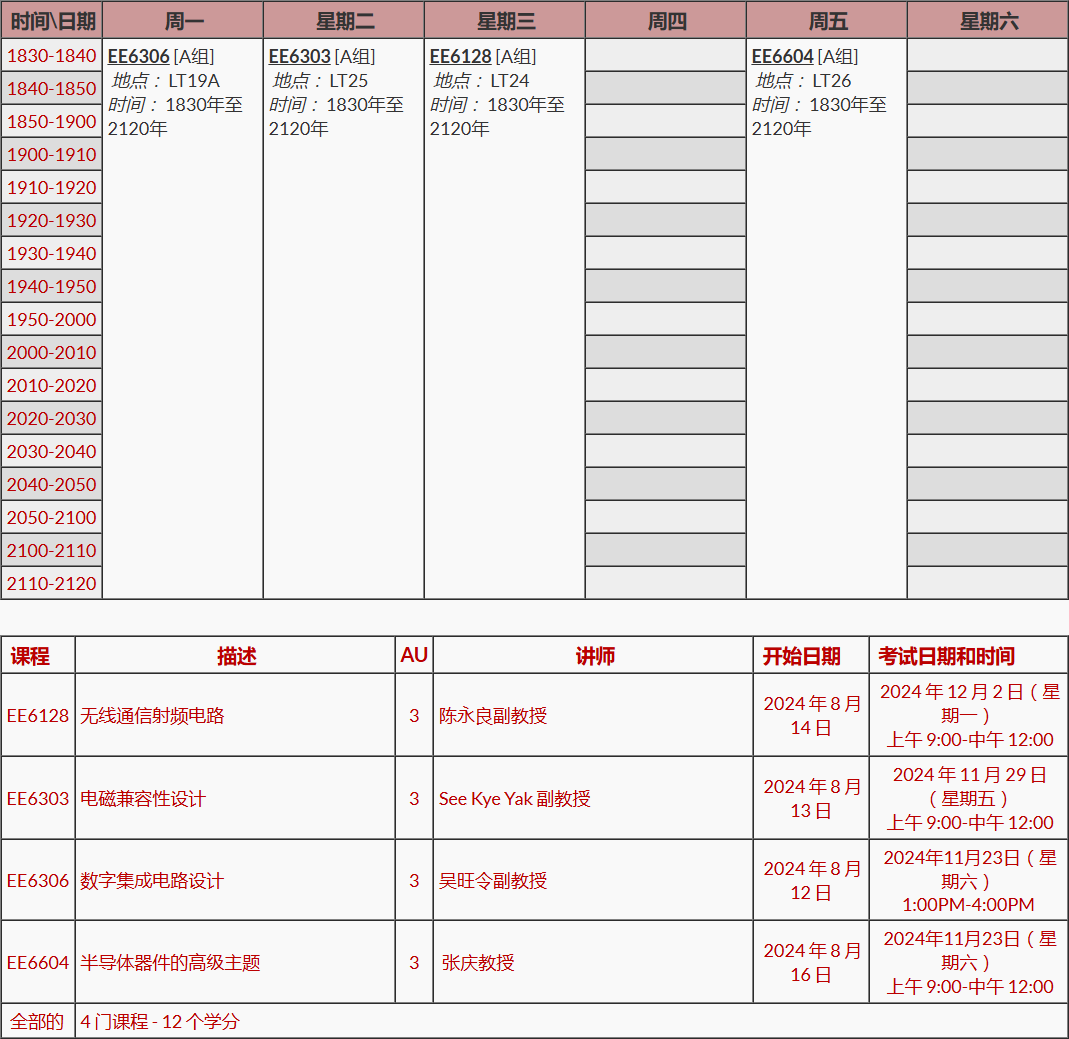 时间\日期 周一 星期二 星期三 周四 周五 星期六
1830-1840 EE6306 [A组] EE6303 [A组] EE6128 [A组] EE6604 [A组]
1840-1850 地点 ： LT19A 地点 ： LT25 地点 ： LT24 地点 ： LT26
时间 ： 1830年至 时间 ： 1830年至 时间 ： 1830年至 时间 ： 1830年至
1850-1900 2120年 2120年 2120年 2120年
1900-1910
1910-1920
1920-1930
1930-1940
1940-1950
1950-2000
2000-2010
2010-2020
2020-2030
2030-2040
2040-2050
2050-2100
2100-2110
2110-2120
课程 描述 AU 讲师 开始日期 考试日期和时间
EE6128 无线通信射频电路 3 陈永良副教授 2024 年 8 月
14 日
2024 年 12 月 2 日（星
期一）
上午 9:00-中午 12:00
EE6303 电磁兼容性设计 3 See Kye Yak 副教授 2024 年 8 月
13 日
2024 年 11 月 29 日
（星期五）
上午 9:00-中午 12:00
EE6306 数字集成电路设计 3 吴旺令副教授 2024 年 8 月
12 日
2024年11月23日（星
期六）
1:00PM-4:00PM
EE6604 半导体器件的高级主题 3 张庆教授 2024 年 8 月
16 日
2024年11月23日（星
期六）
上午 9:00-中午 12:00
全部的 4 门课程 - 12 个学分